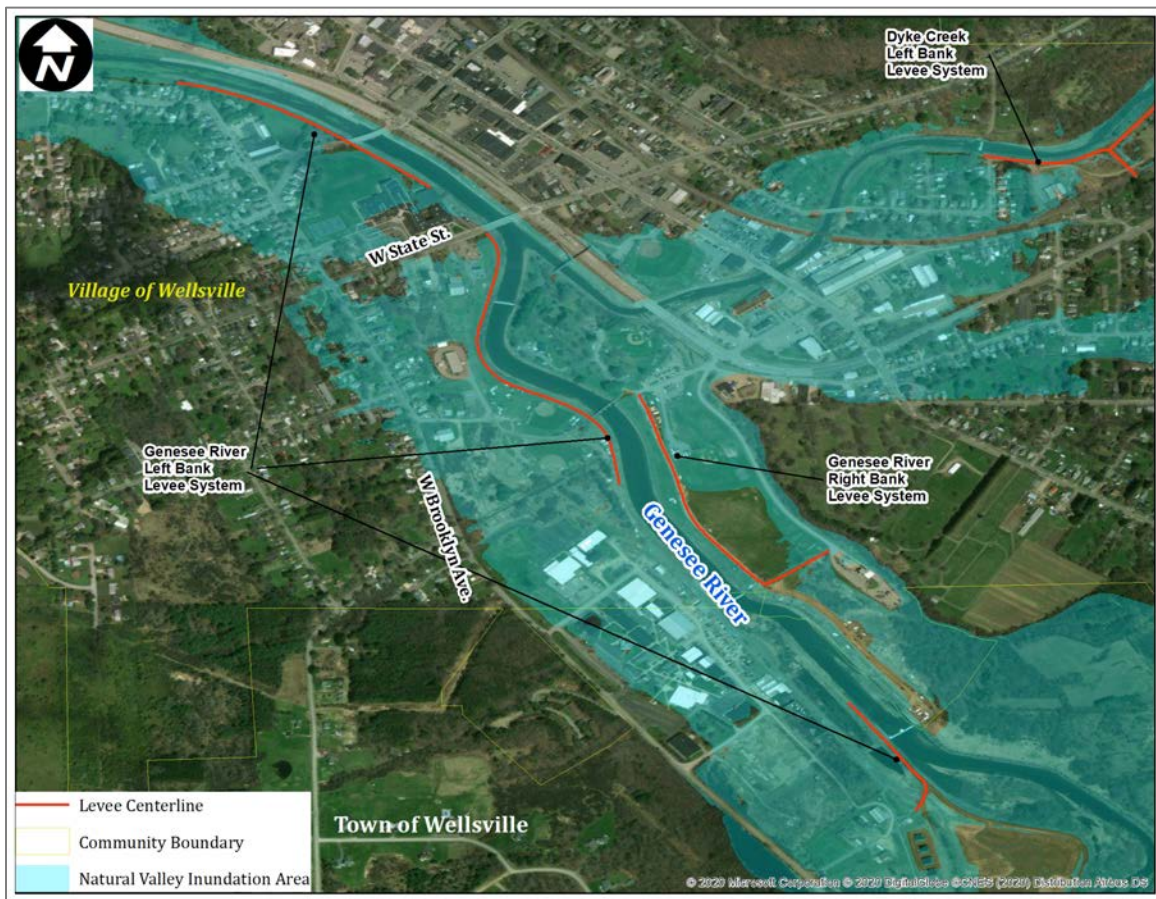 N
Dyke Creek
Left Bank
Levee System
W State St.
Village of Wellsville
Genesee River
Left Bank
Levee System
Genesee River
Right Bank
Levee System
W Brooklyn Ave.
Genesee River
Levee Centerline
Community Boundary
Natural Valley Inundation Area
Town of Wellsville
© 2020 Microsoft Corporation © 2020 DigitalGlobe ©CNES (2020) Distribution Airbus DS